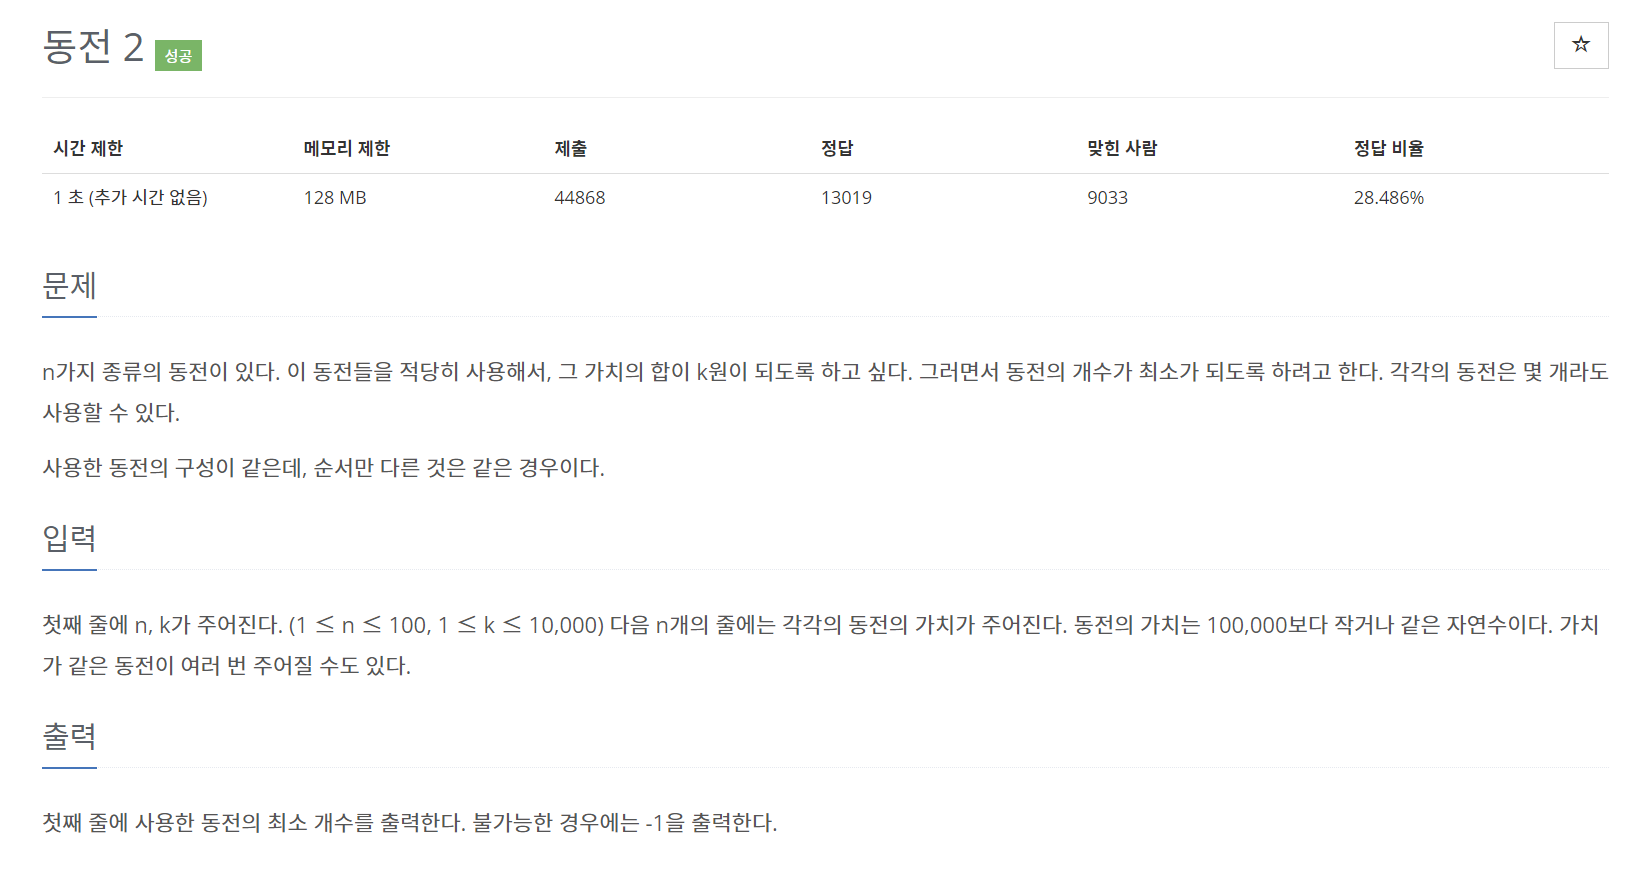 동전 2 성공
☆
시간 제한 메모리 제한 제출 정답 맞힌 사람 정답 비율
1 초 (추가 시간 없음) 128 MB 44868 13019 9033 28.486%
문제
n가지 종류의 동전이 있다. 이 동전들을 적당히 사용해서, 그 가치의 합이 k원이 되도록 하고 싶다. 그러면서 동전의 개수가 최소가 되도록 하려고 한다. 각각의 동전은 몇 개라도
사용할 수 있다.
사용한 동전의 구성이 같은데, 순서만 다른 것은 같은 경우이다.
입력
첫째 줄에 n, k가 주어진다. (1 ≤ n ≤ 100, 1 ≤ k ≤ 10,000) 다음 n개의 줄에는 각각의 동전의 가치가 주어진다. 동전의 가치는 100,000보다 작거나 같은 자연수이다. 가치
가 같은 동전이 여러 번 주어질 수도 있다.
출력
첫째 줄에 사용한 동전의 최소 개수를 출력한다. 불가능한 경우에는 -1을 출력한다.